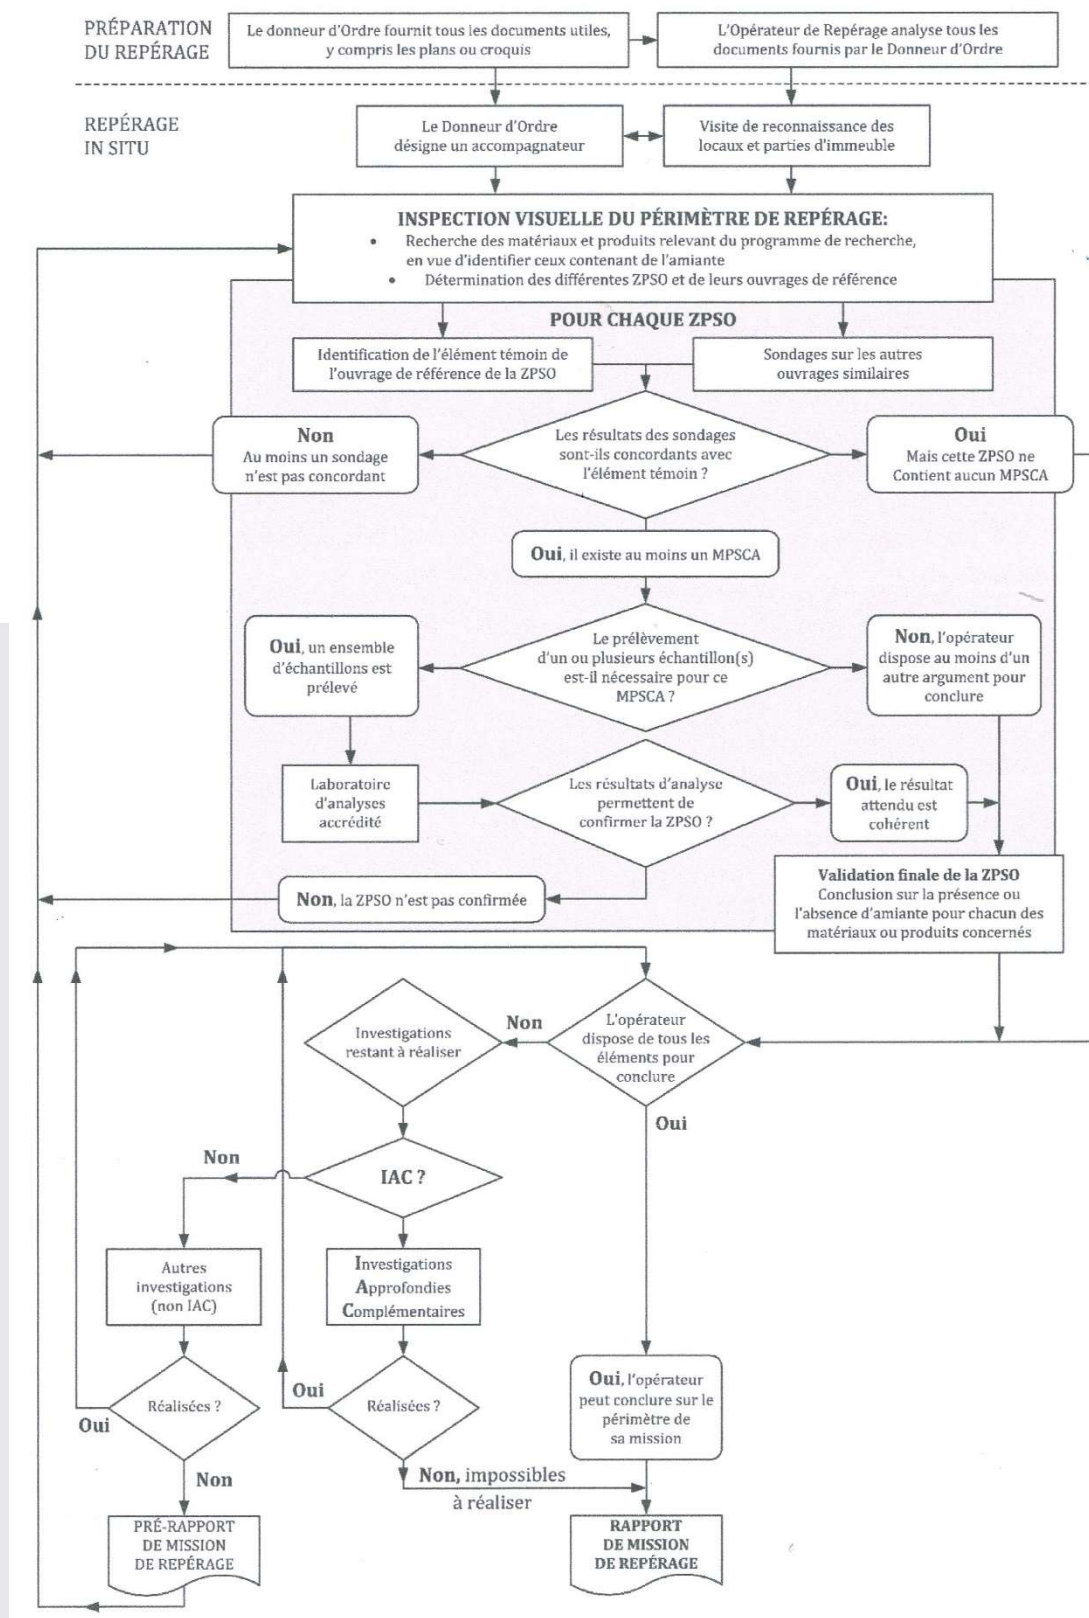 PRÉPARATION
DU REPÉRAGE
Le donneur d'Ordre fournit tous les documents utiles,
y compris les plans ou croquis
L'Opérateur de Repérage analyse tous les
documents fournis par le Donneur d'Ordre
REPÉRAGE
IN SITU
Le Donneur d'Ordre
désigne un accompagnateur
Visite de reconnaissance des
locaux et parties d'immeuble
INSPECTION VISUELLE DU PÉRIMÈTRE DE REPÉRAGE:
• Recherche des matériaux et produits relevant du programme de recherche,
en vue d'identifier ceux contenant de l'amiante
• Détermination des différentes ZPSO et de leurs ouvrages de référence
POUR CHAQUE ZPSO
Identification de l'élément témoin de
l'ouvrage de référence de la ZPSO
Sondages sur les autres
ouvrages similaires
Non
Au moins un sondage
n'est pas concordant
Les résultats des sondages
sont-ils concordants avec
l'élément témoin ?
Oui
Mais cette ZPSO ne
Contient aucun MPSCA
Oui, il existe au moins un MPSCA
Oui, un ensemble
d'échantillons est
prélevé
Le prélèvement
d'un ou plusieurs échantillon(s)
est-il nécessaire pour ce
MPSCA ?
Non, l'opérateur
dispose au moins d'un
autre argument pour
conclure
Laboratoire
d'analyses
accrédité
Les résultats d'analyse
permettent de
confirmer la ZPSO ?
Oui, le résultat
attendu est
cohérent
Non, la ZPSO n'est pas confirmée
Validation finale de la ZPSO
Conclusion sur la présence ou
l'absence d'amiante pour chacun des
matériaux ou produits concernés
Investigations
restant à réaliser
Non
L'opérateur
dispose de tous les
éléments pour
conclure
Oui
Non
IAC ?
Autres
investigations
(non IAC)
Investigations
Approfondies
Complémentaires
Réalisées ?
Oui
Non
Réalisées ?
Oui
Oui, l'opérateur
peut conclure sur le
périmètre de
sa mission
Non, impossibles
à réaliser
PRÉ-RAPPORT
DE MISSION
DE REPÉRAGE
RAPPORT
DE MISSION
DE REPÉRAGE